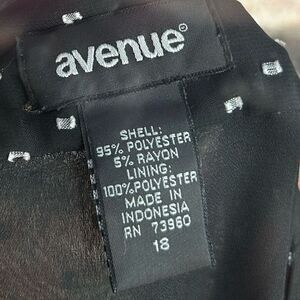 avenue®
SHELL:
95% POLYESTER
5% RAYON
LINING:
100% POLYESTER
MADE IN
INDONESIA
RN 73960
18